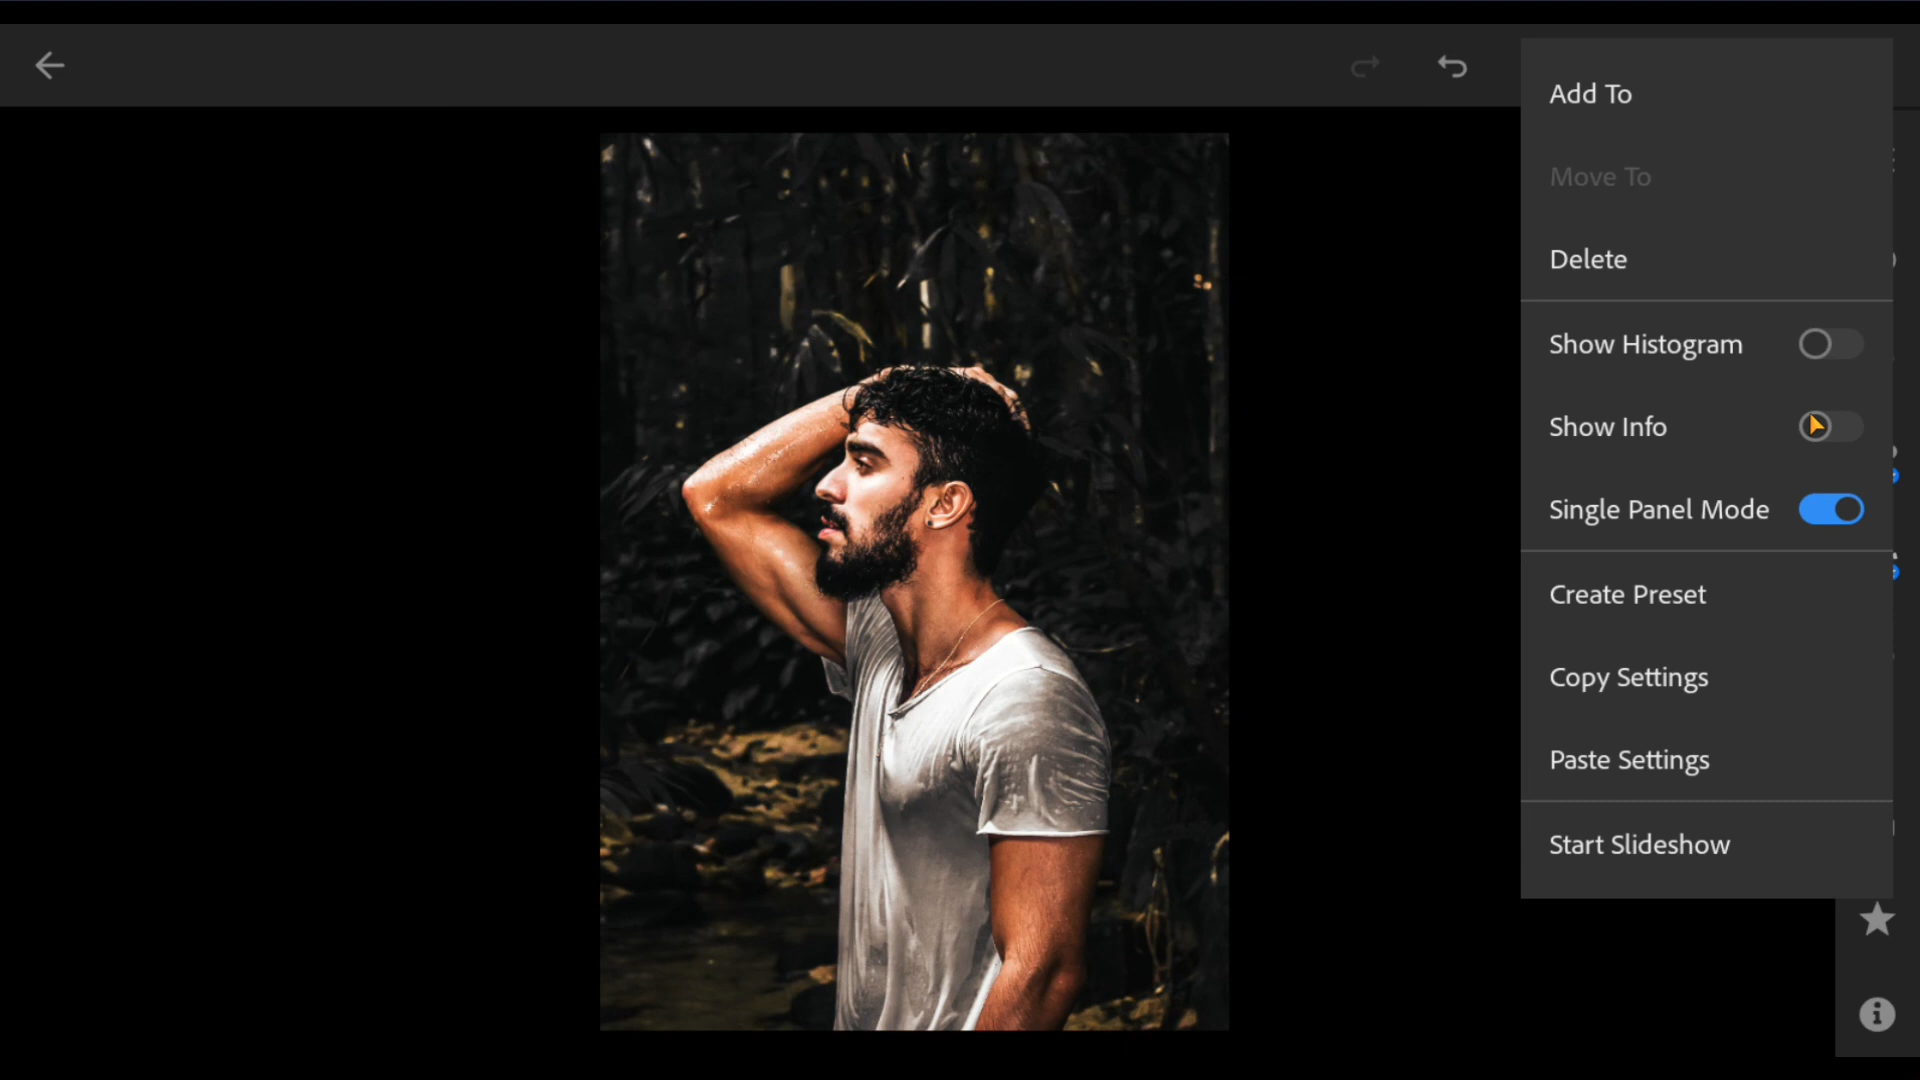 Add To
Move To
Delete
Show Histogram
Show Info
Single Panel Mode
Create Preset
Copy Settings
Paste Settings
Start Slideshow